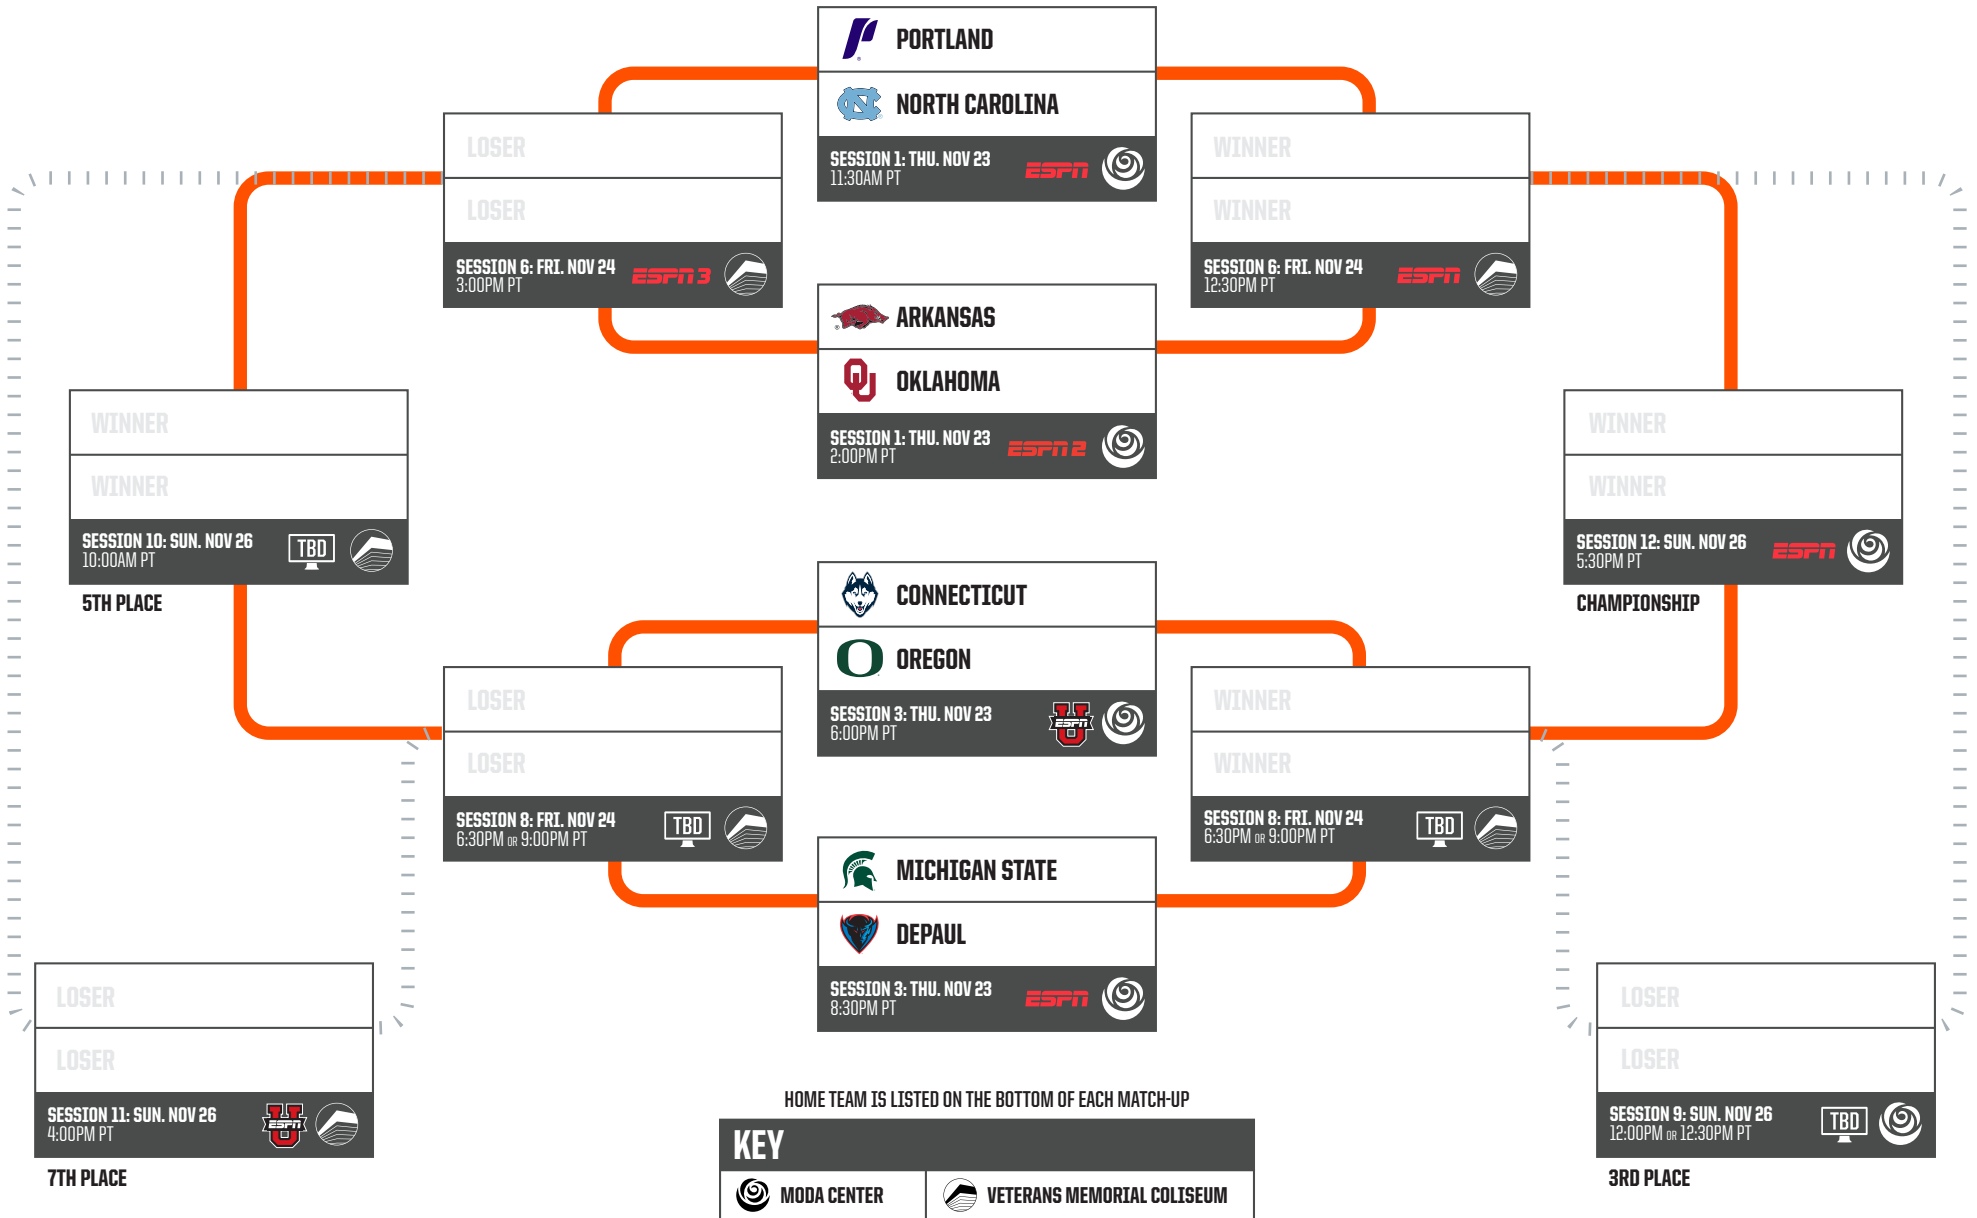 PORTLAND
NORTH CAROLINA
SESSION 1: THU. NOV 23
11:30AM PT
ESPN
LOSER
LOSER
SESSION 6: FRI. NOV 24
3:00PM PT
ESPN 3
WINNER
WINNER
SESSION 6: FRI. NOV 24
12:30PM PT
ESPN
ARKANSAS
OKLAHOMA
SESSION 1: THU. NOV 23
2:00PM PT
ESPN 2
WINNER
WINNER
SESSION 10: SUN. NOV 26
10:00AM PT
TBD
5TH PLACE
WINNER
WINNER
SESSION 12: SUN. NOV 26
5:30PM PT
ESPN
CHAMPIONSHIP
CONNECTICUT
OREGON
SESSION 3: THU. NOV 23
6:00PM PT
ESPN U
LOSER
LOSER
SESSION 8: FRI. NOV 24
6:30PM OR 9:00PM PT
TBD
WINNER
WINNER
SESSION 8: FRI. NOV 24
6:30PM OR 9:00PM PT
TBD
MICHIGAN STATE
DEPAUL
SESSION 3: THU. NOV 23
8:30PM PT
ESPN
LOSER
LOSER
SESSION 11: SUN. NOV 26
4:00PM PT
ESPN U
7TH PLACE
LOSER
LOSER
SESSION 9: SUN. NOV 26
12:00PM OR 12:30PM PT
TBD
3RD PLACE
HOME TEAM IS LISTED ON THE BOTTOM OF EACH MATCH-UP
KEY
MODA CENTER
VETERANS MEMORIAL COLISEUM